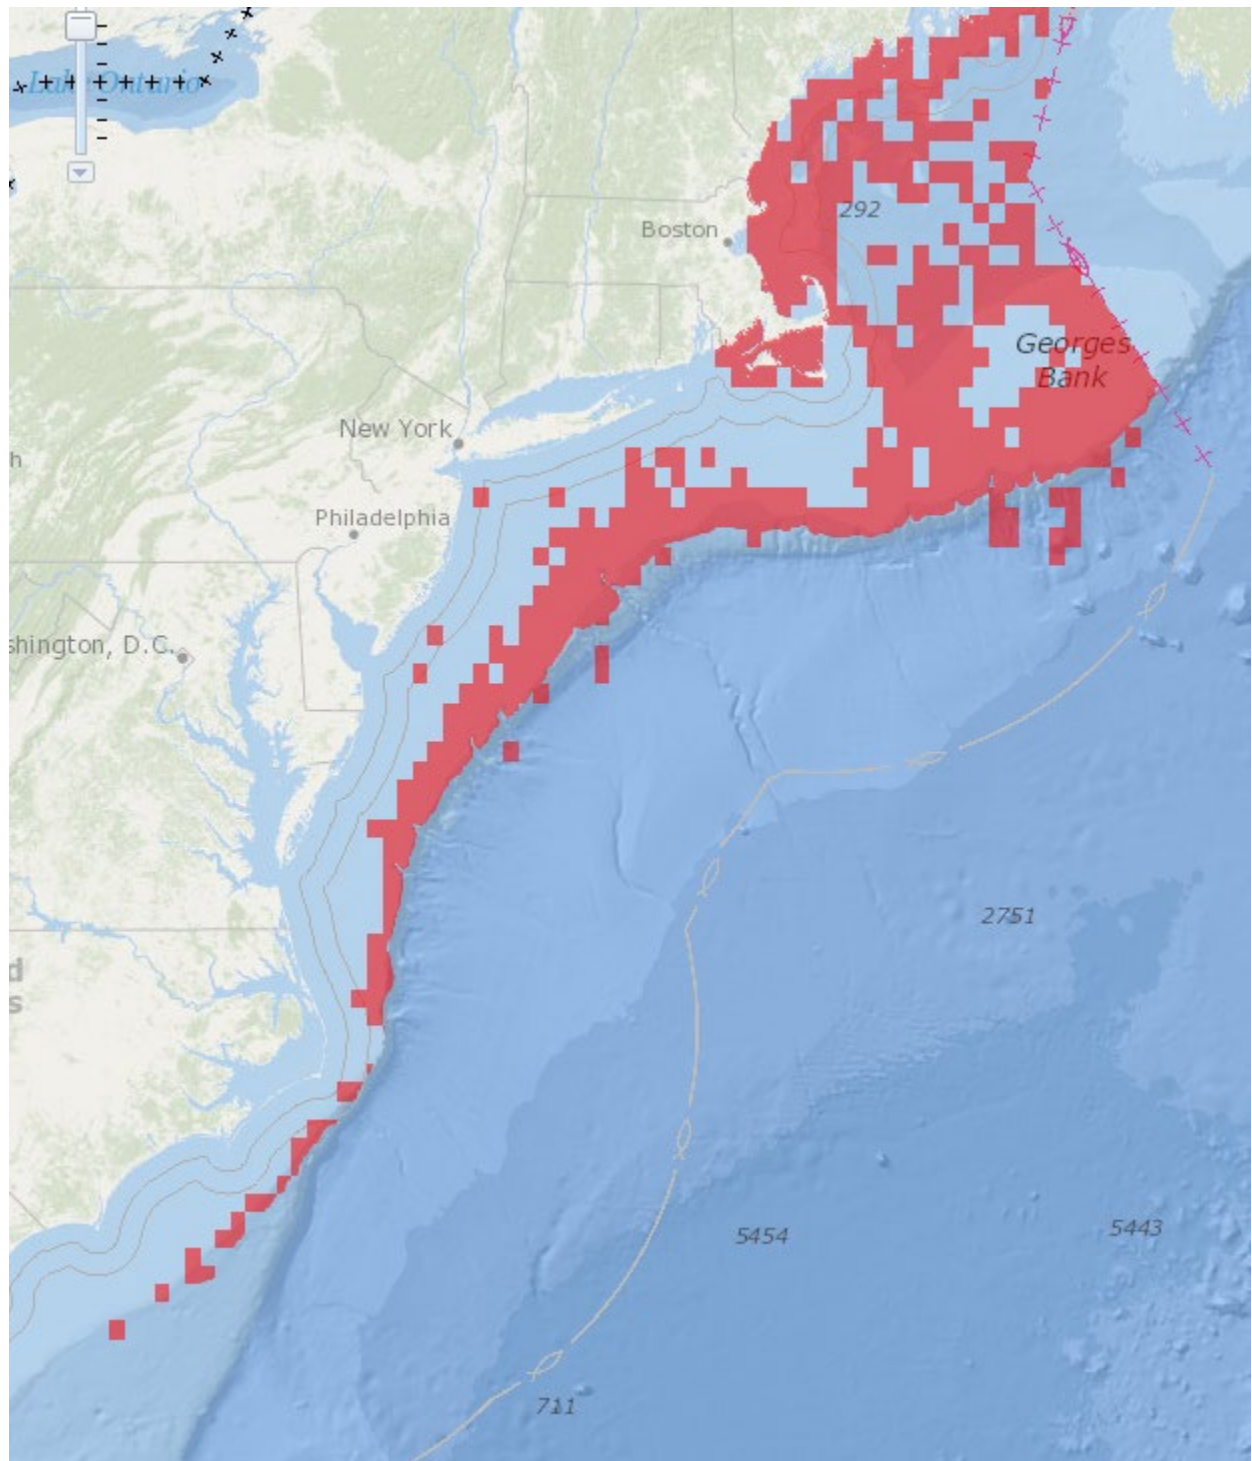 Lake Ontario
292
Boston
Georges
Bank
New York
h
Philadelphia
shington, D.C.
2751
d
s
5454
5443
711